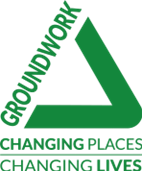 GROUNDWORK
CHANGING PLACES
CHANGING LIVES